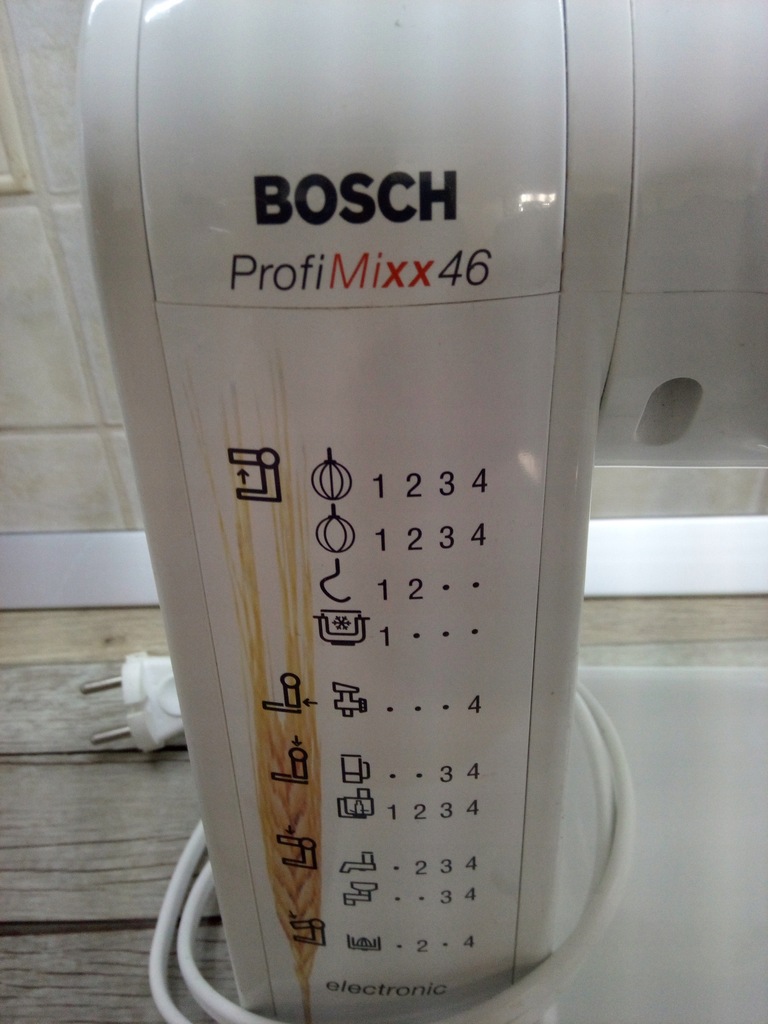 BOSCH
ProfiMixx46
1 2 3 4
1 2 3 4
1 2 · ·
1 · · ·
· · · 4
· · 3 4
1 2 3 4
· 2 3 4
· · 3 4
· 2 · 4
electronic